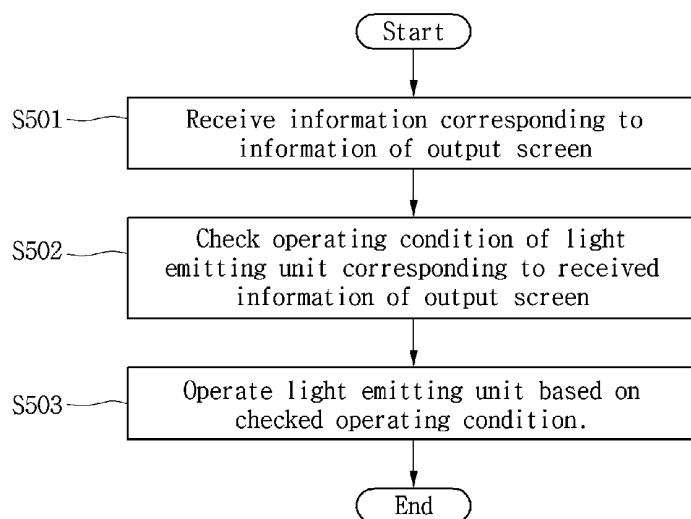 Start
S501
Receive information corresponding to
information of output screen
S502
Check operating condition of light
emitting unit corresponding to received
information of output screen
S503
Operate light emitting unit based on
checked operating condition.
End